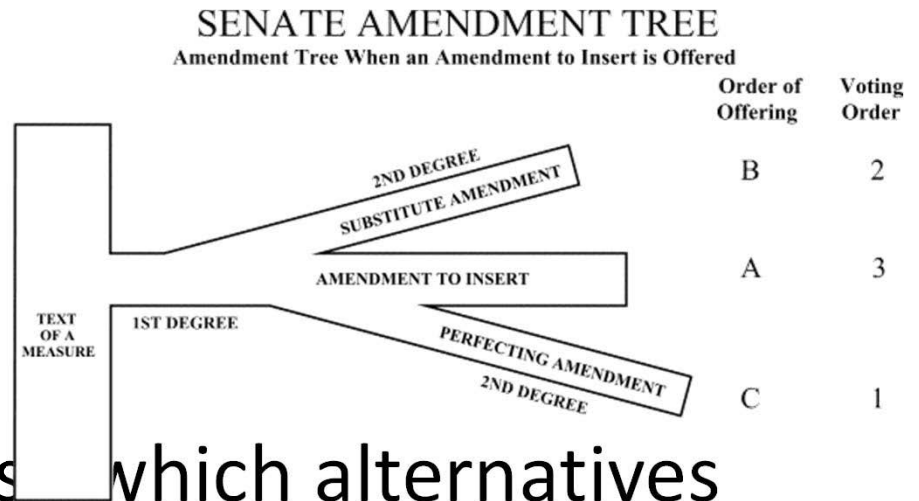 SENATE AMENDMENT TREE
Amendment Tree When an Amendment to Insert is Offered
Order of Offering
Voting Order
2ND DEGREE
SUBSTITUTE AMENDMENT
B 2
AMENDMENT TO INSERT
A 3
TEXT
OF A
MEASURE
1ST DEGREE
PERFECTING AMENDMENT
2ND DEGREE
C 1
which alternatives